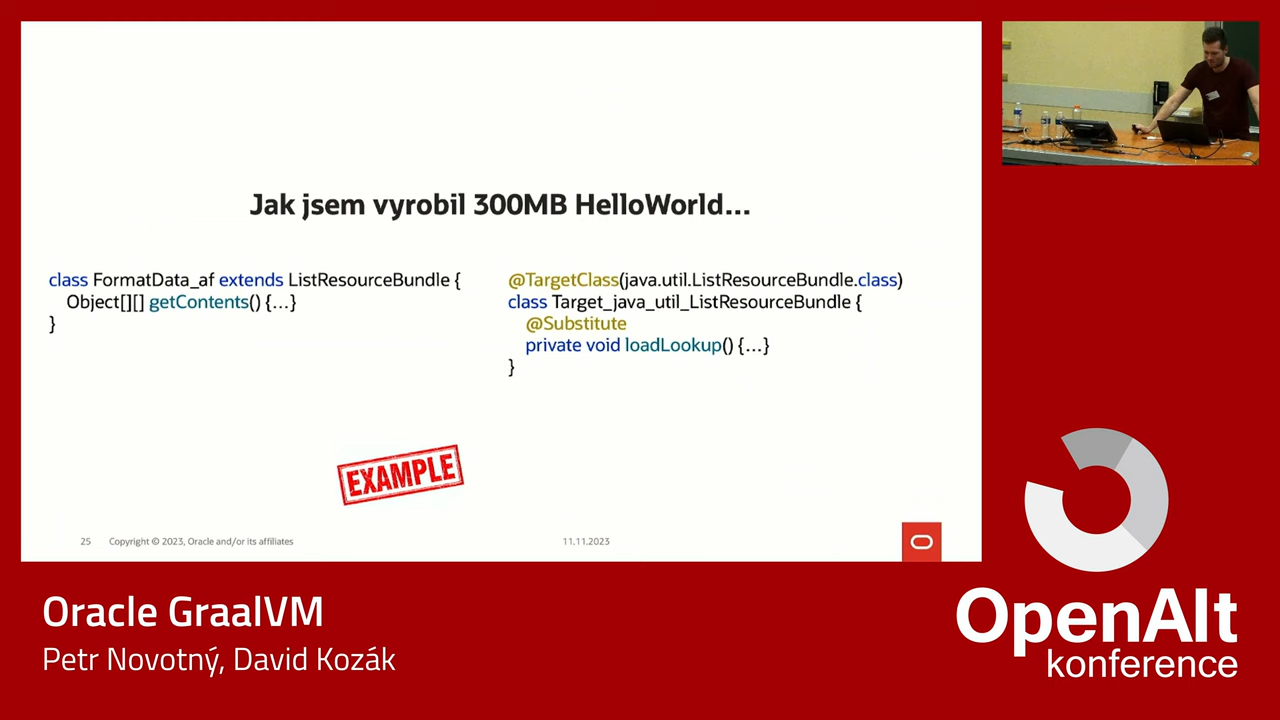 Jak jsem vyrobil 300MB HelloWorld...
class FormatData_af extends ListResourceBundle {
Object[][] getContents() {...}
}
@TargetClass(java.util.ListResourceBundle.class)
class Target_java_util_ListResourceBundle {
@Substitute
private void loadLookup() {...}
}
EXAMPLE
25 Copyright © 2023, Oracle and/or its affiliates 11.11.2023
Oracle GraalVM
Petr Novotný, David Kozák
OpenAlt
konference